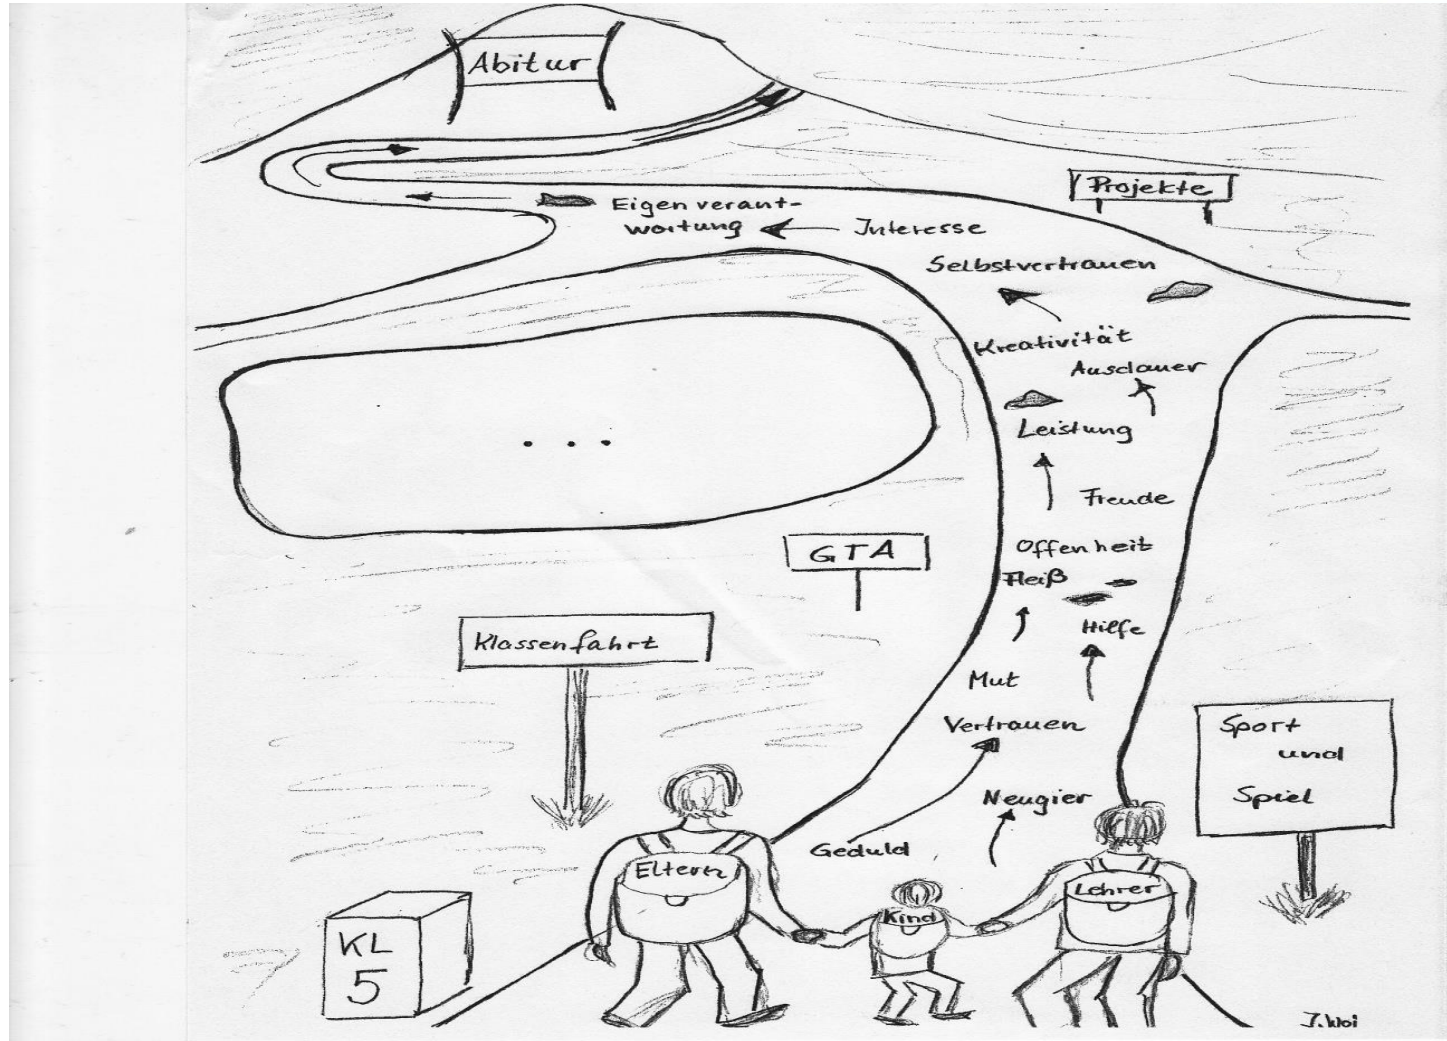 Abitur
Projekte
Eigenverant-
wortung
Interesse
Selbstvertrauen
Kreativität
Ausdauer
Leistung
...
Freude
GTA
Offenheit
Fleiß
Hilfe
Klassenfahrt
Mut
Vertrauen
Sport
und
Spiel
Neugier
Geduld
Eltern
Lehrer
Kind
KL
5